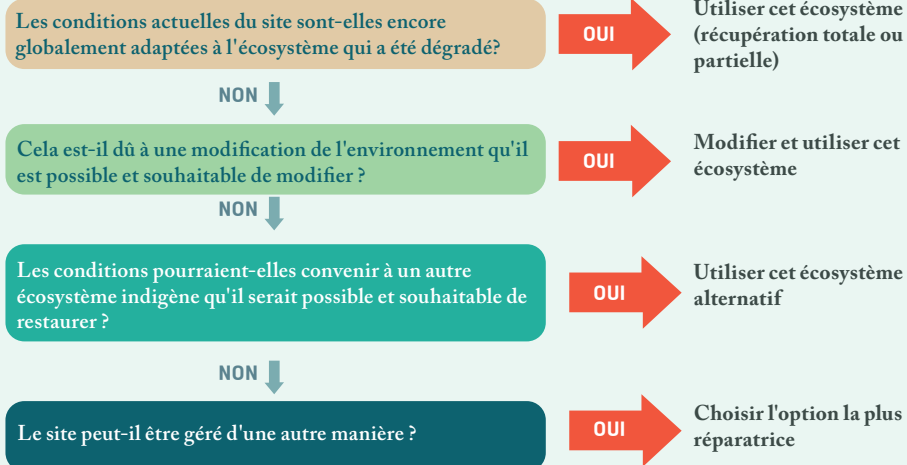 Les conditions actuelles du site sont-elles encore
globalement adaptées à l'écosystème qui a été dégradé?
OUI
Utiliser cet écosystème
(récupération totale ou
partielle)
NON
Cela est-il dû à une modification de l'environnement qu'il
est possible et souhaitable de modifier ?
OUI
Modifier et utiliser cet
écosystème
NON
Les conditions pourraient-elles convenir à un autre
écosystème indigène qu'il serait possible et souhaitable de
restaurer ?
OUI
Utiliser cet écosystème
alternatif
NON
Le site peut-il être géré d'une autre manière ?
OUI
Choisir l'option la plus
réparatrice